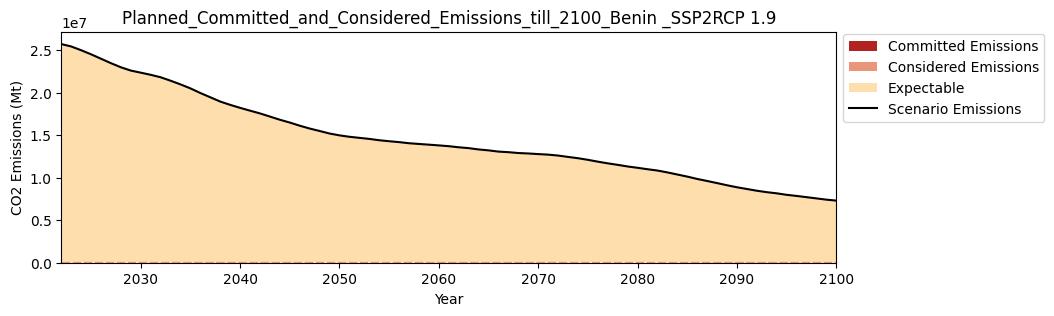 Planned_Committed_and_Considered_Emissions_till_2100_Benin _SSP2RCP 1.9
1e7
2.5
2.0
1.5
1.0
0.5
0.0
CO2 Emissions (Mt)
2030 2040 2050 2060 2070 2080 2090 2100
Year
Committed Emissions
Considered Emissions
Expectable
Scenario Emissions